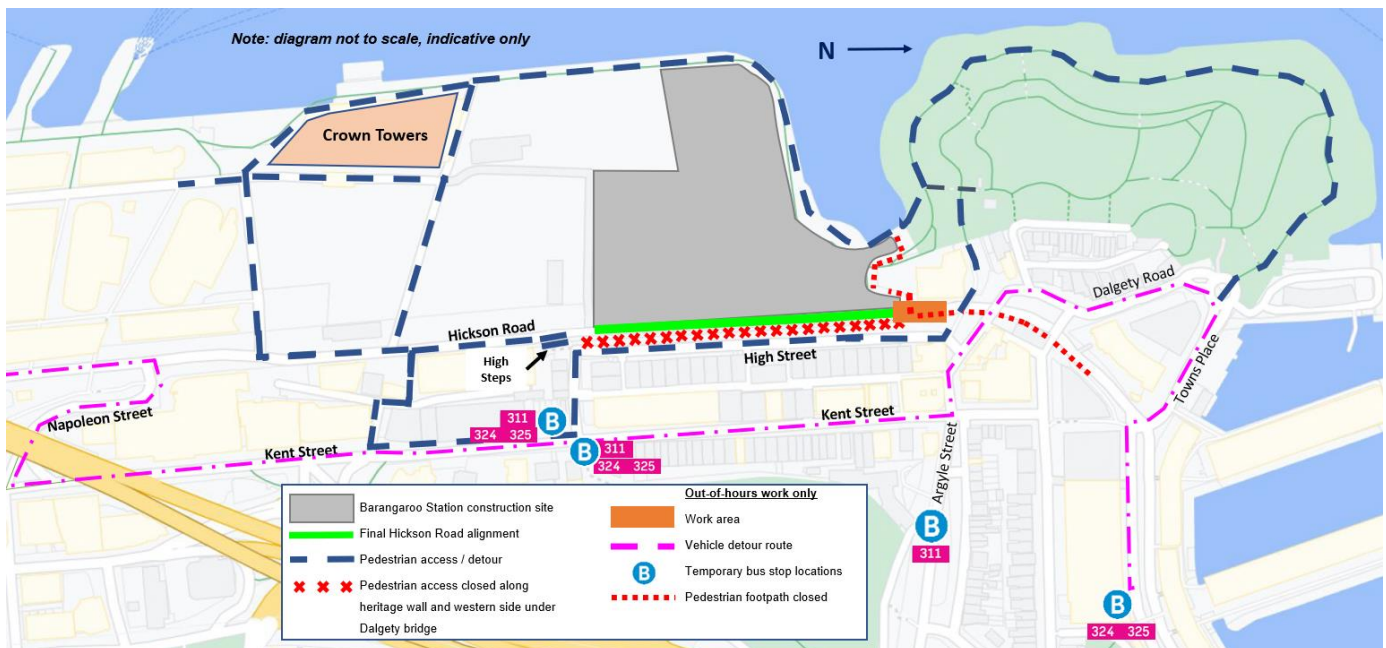 Note: diagram not to scale, indicative only
N
Crown Towers
Dalgety Road
Hickson Road
High Street
High
Steps
Towns Place
Napoleon Street
Kent Street
Kent Street
Argyle Street
B
311
324 325
B
311
324 325
B
311
B
324 325
Barangaroo Station construction site
Final Hickson Road alignment
Pedestrian access / detour
Pedestrian access closed along
heritage wall and western side under
Dalgety bridge
Out-of-hours work only
Work area
Vehicle detour route
B
Temporary bus stop locations
Pedestrian footpath closed